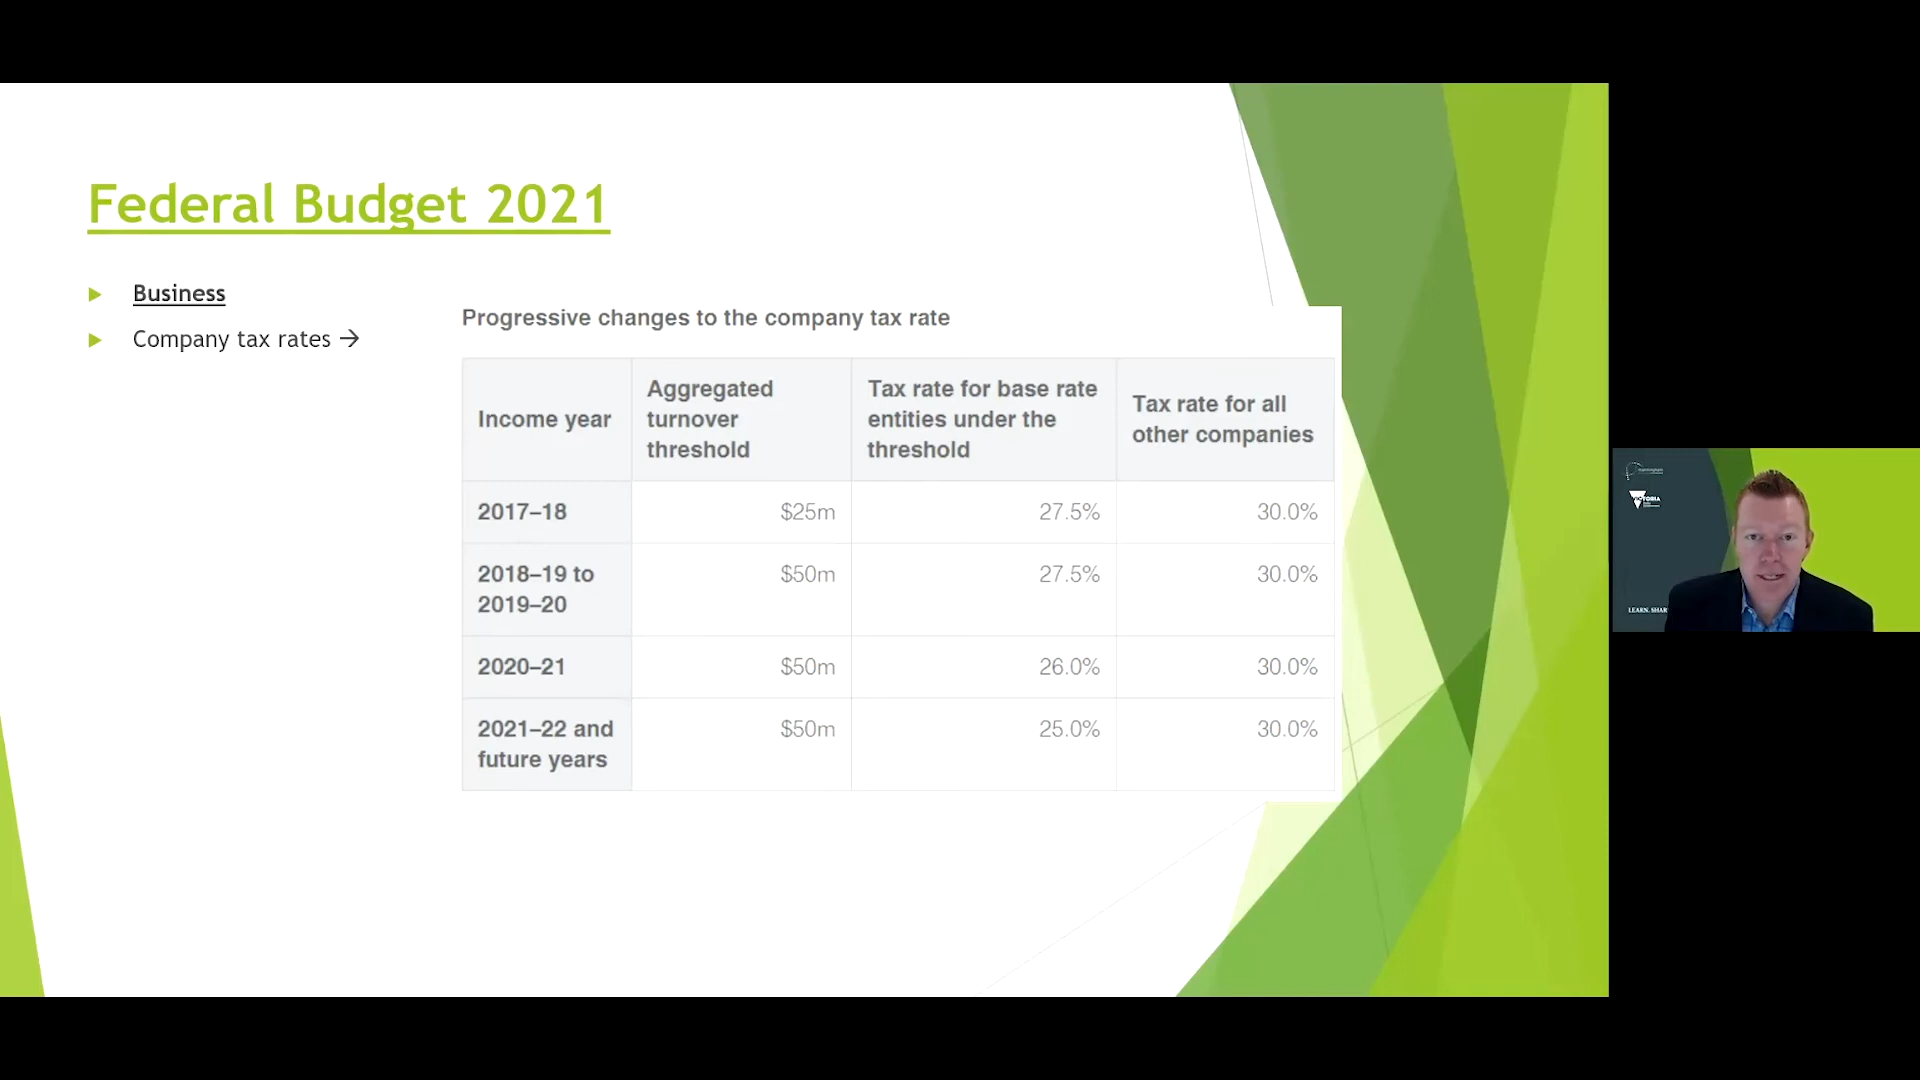 Federal Budget 2021
Business
Company tax rates →
Progressive changes to the company tax rate
Income year
Aggregated
turnover
threshold
Tax rate for base rate
entities under the
threshold
Tax rate for all
other companies
2017–18
$25m
27.5%
30.0%
2018–19 to
2019–20
$50m
27.5%
30.0%
2020–21
$50m
26.0%
30.0%
2021–22 and
future years
$50m
25.0%
30.0%
VICTORIA
LEARN. SHAR